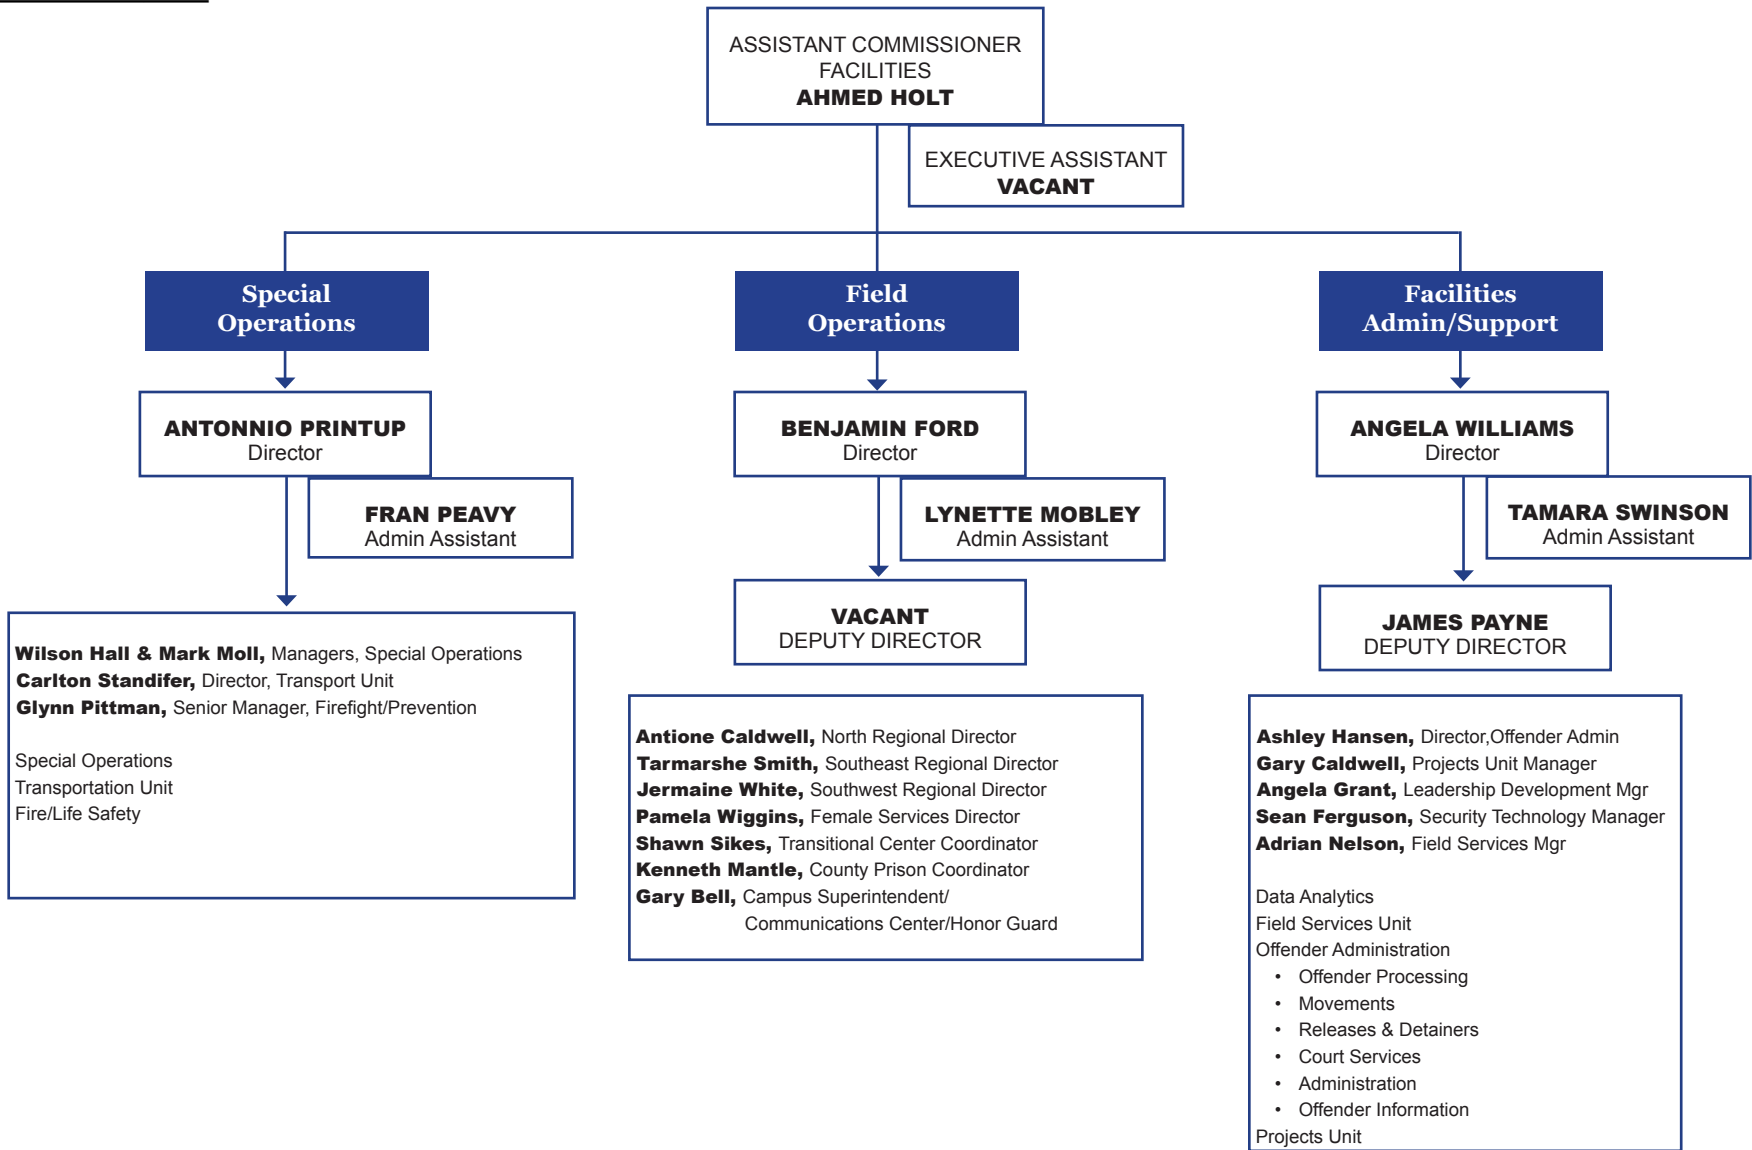 ASSISTANT COMMISSIONER
FACILITIES
AHMED HOLT
EXECUTIVE ASSISTANT
VACANT
Special
Operations
ANTONNIO PRINTUP
Director
FRAN PEAVY
Admin Assistant
Wilson Hall & Mark Moll, Managers, Special Operations
Carlton Standifer, Director, Transport Unit
Glynn Pittman, Senior Manager, Firefight/Prevention
Special Operations
Transportation Unit
Fire/Life Safety
Field
Operations
BENJAMIN FORD
Director
LYNETTE MOBLEY
Admin Assistant
VACANT
DEPUTY DIRECTOR
Antione Caldwell, North Regional Director
Tarmarshe Smith, Southeast Regional Director
Jermaine White, Southwest Regional Director
Pamela Wiggins, Female Services Director
Shawn Sikes, Transitional Center Coordinator
Kenneth Mantle, County Prison Coordinator
Gary Bell, Campus Superintendent/
Communications Center/Honor Guard
Facilities
Admin/Support
ANGELA WILLIAMS
Director
TAMARA SWINSON
Admin Assistant
JAMES PAYNE
DEPUTY DIRECTOR
Ashley Hansen, Director,Offender Admin
Gary Caldwell, Projects Unit Manager
Angela Grant, Leadership Development Mgr
Sean Ferguson, Security Technology Manager
Adrian Nelson, Field Services Mgr
Data Analytics
Field Services Unit
Offender Administration
• Offender Processing
• Movements
• Releases & Detainers
• Court Services
• Administration
• Offender Information
Projects Unit